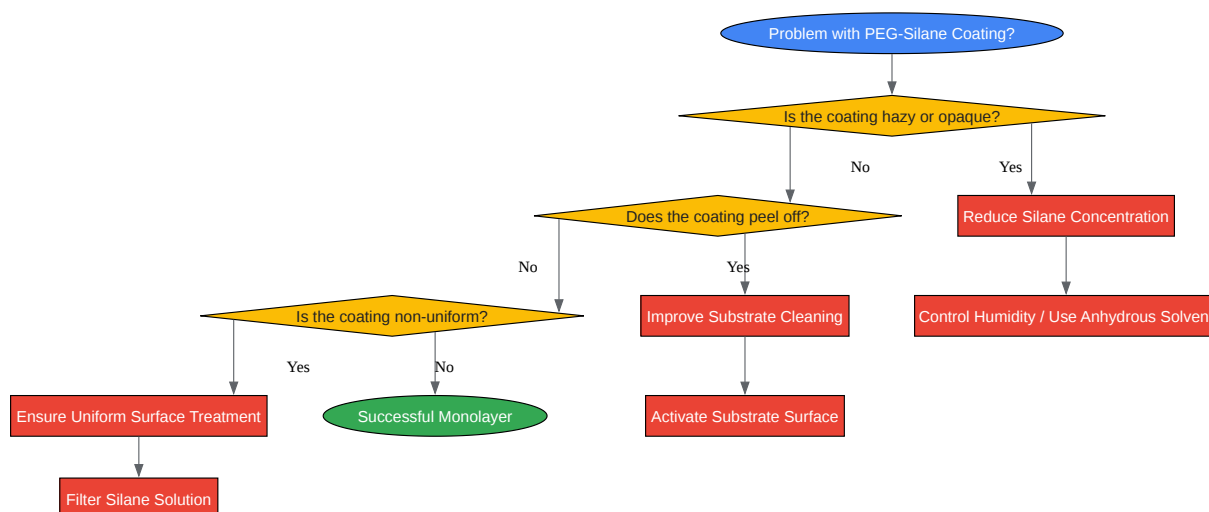 Problem with PEG-Silane Coating?
Is the coating hazy or opaque?
No
Yes
Does the coating peel off?
Reduce Silane Concentration
No
Yes
Is the coating non-uniform?
Improve Substrate Cleaning
Control Humidity / Use Anhydrous Solven
Yes
No
Ensure Uniform Surface Treatment
Successful Monolayer
Activate Substrate Surface
Filter Silane Solution